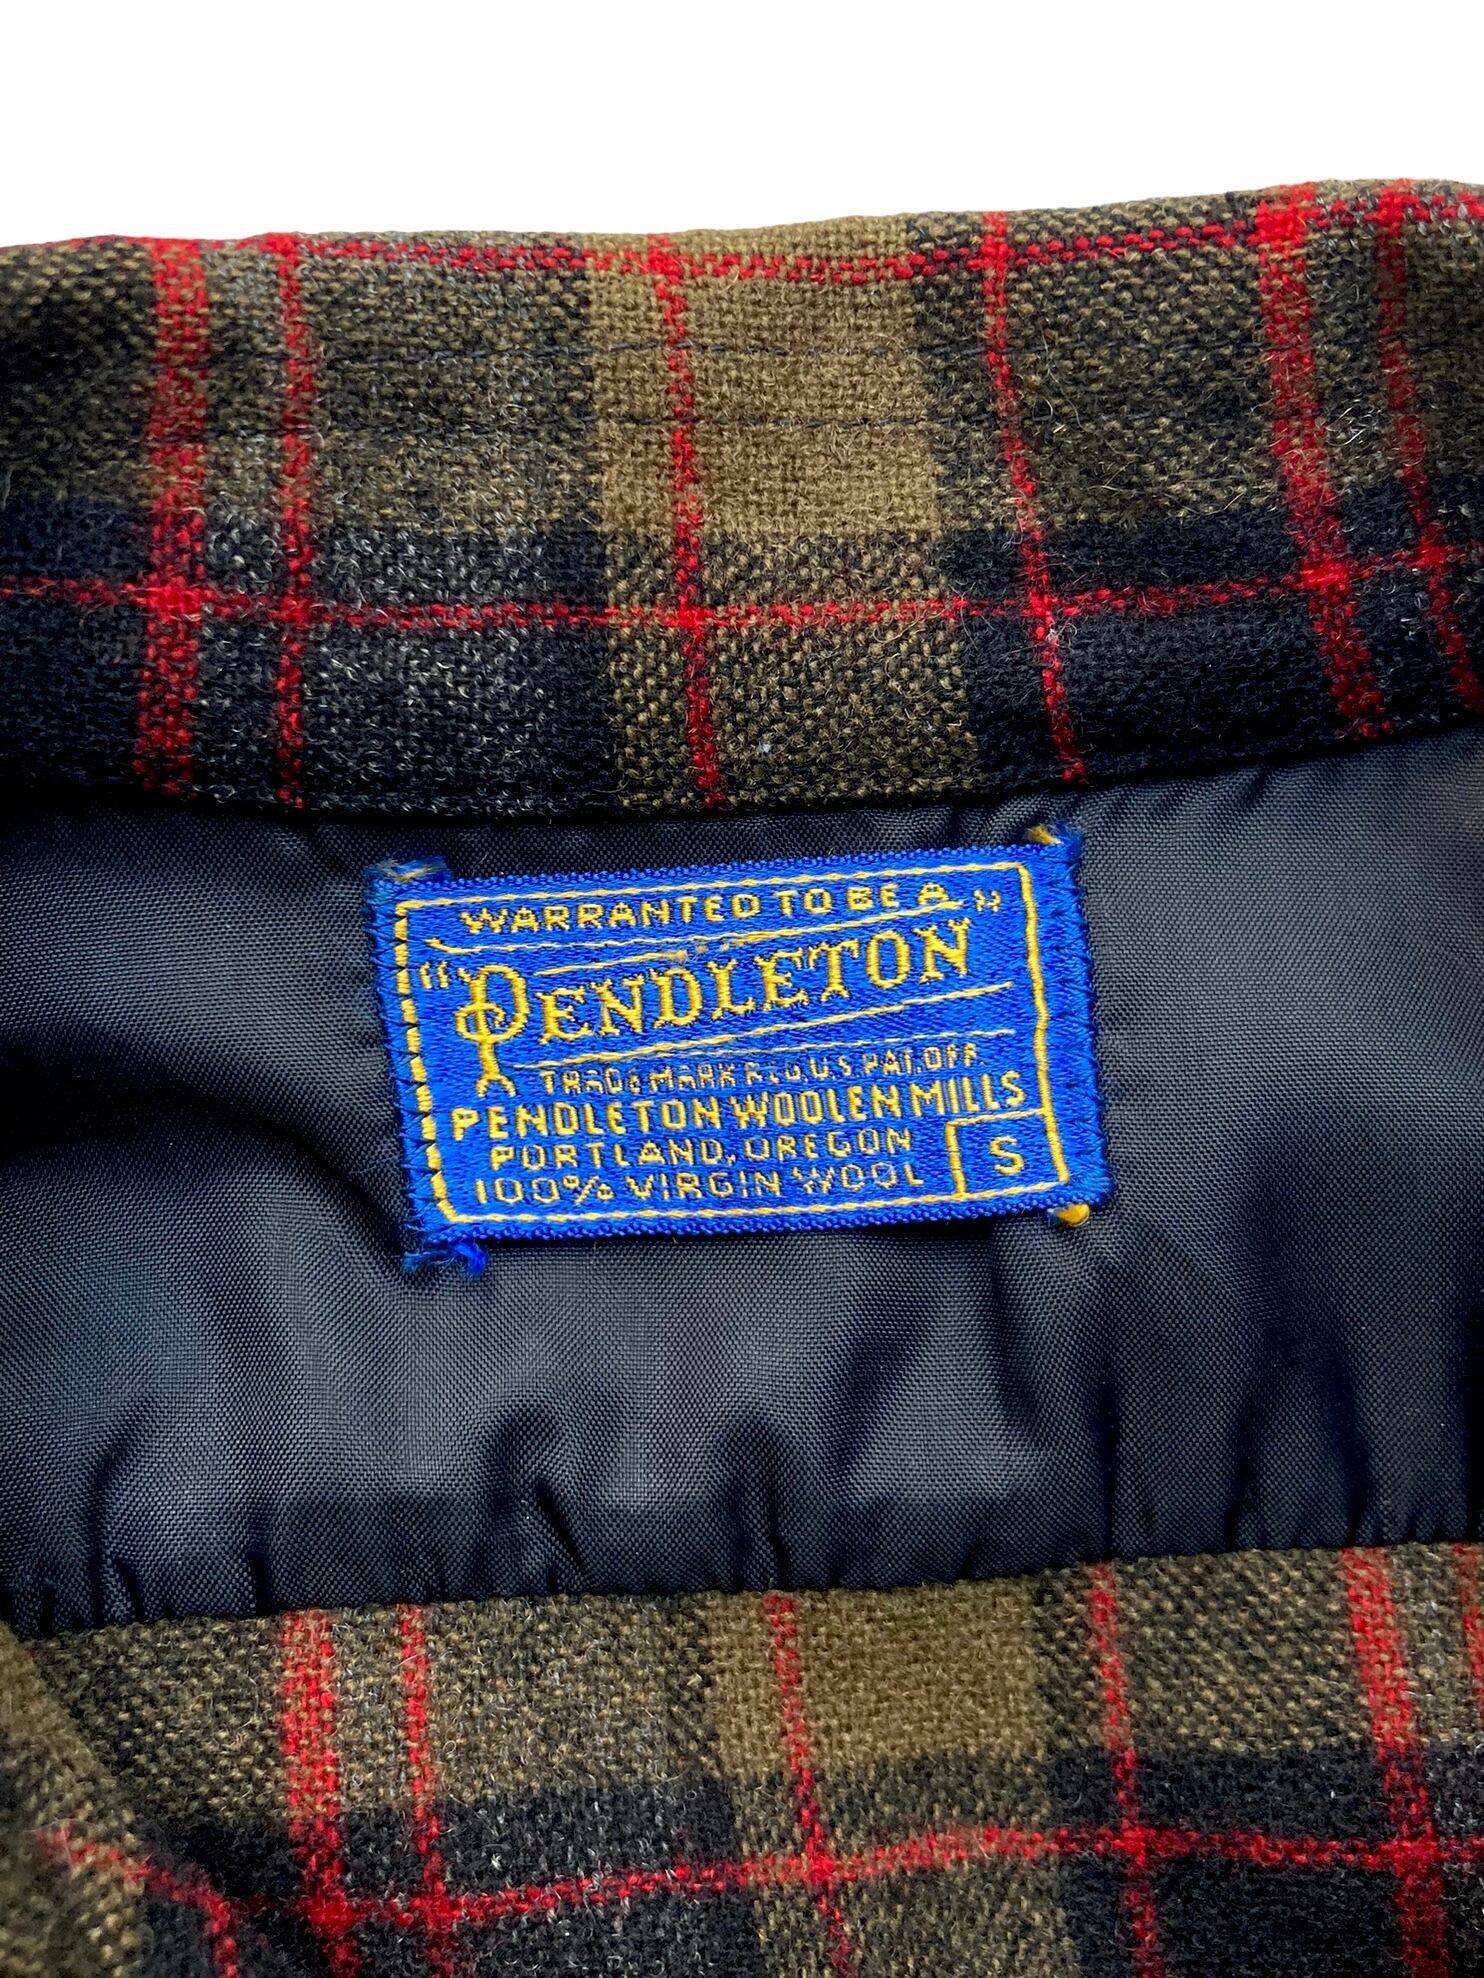 WARRANTED TO BE A
"PENDLETON"
TRADE MARK REG. U.S. PAT. OFF.
PENDLETON WOOLEN MILLS
PORTLAND, OREGON
100% VIRGIN WOOL
S